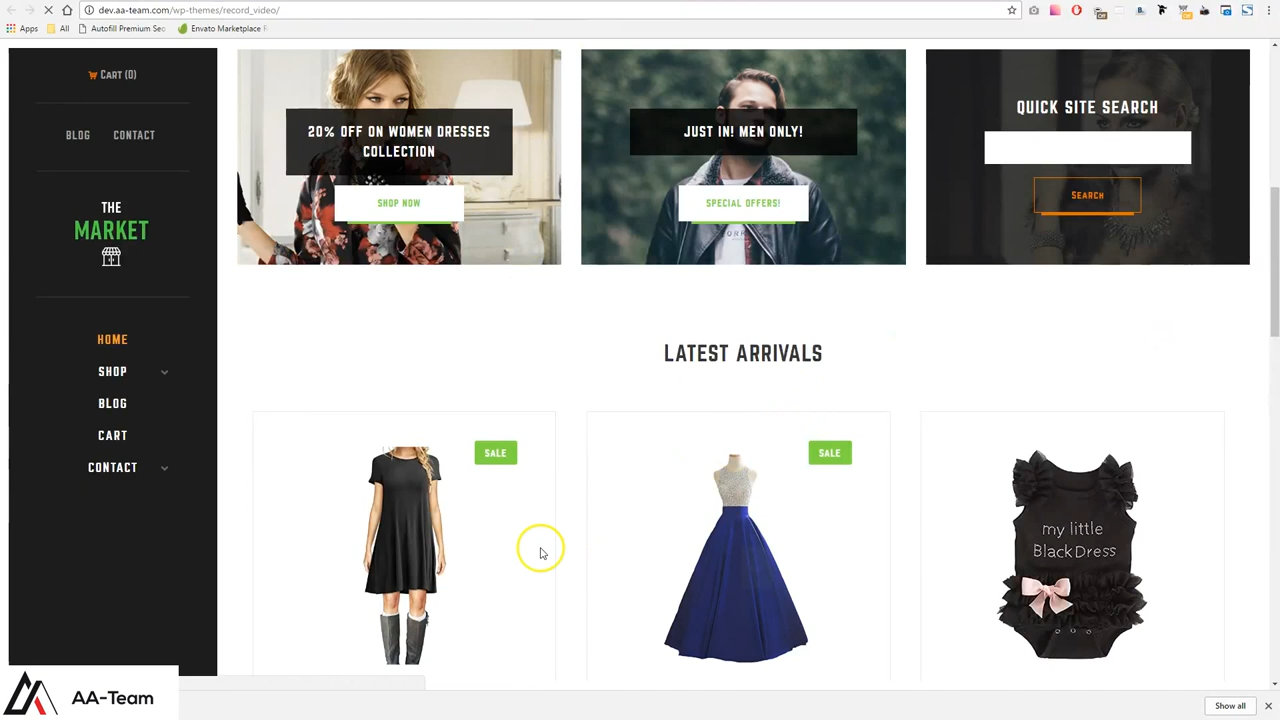 dev.aa-team.com/wp-themes/record_video/
Apps
All
Autofill Premium Seo
Envato Marketplace F
Cart (0)
BLOG CONTACT
THE
MARKET
HOME
SHOP
BLOG
CART
CONTACT
20% OFF ON WOMEN DRESSES
COLLECTION
SHOP NOW
JUST IN! MEN ONLY!
SPECIAL OFFERS!
QUICK SITE SEARCH
Search
LATEST ARRIVALS
SALE
SALE
my little
BlackDress
AA-Team
Show all